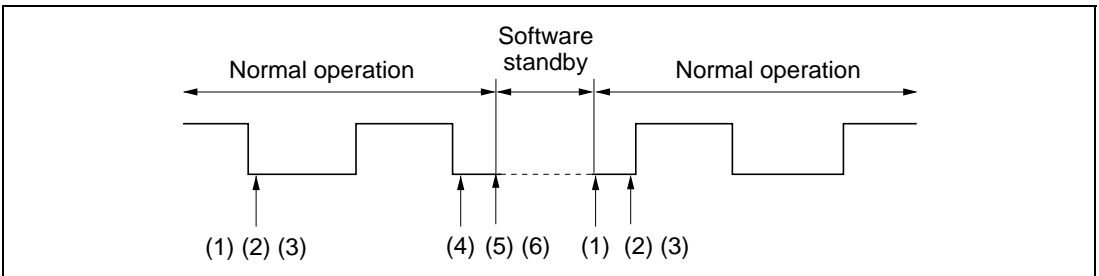 Software
standby
Normal operation
Normal operation
(1) (2) (3)
(4) (5) (6)
(1) (2) (3)